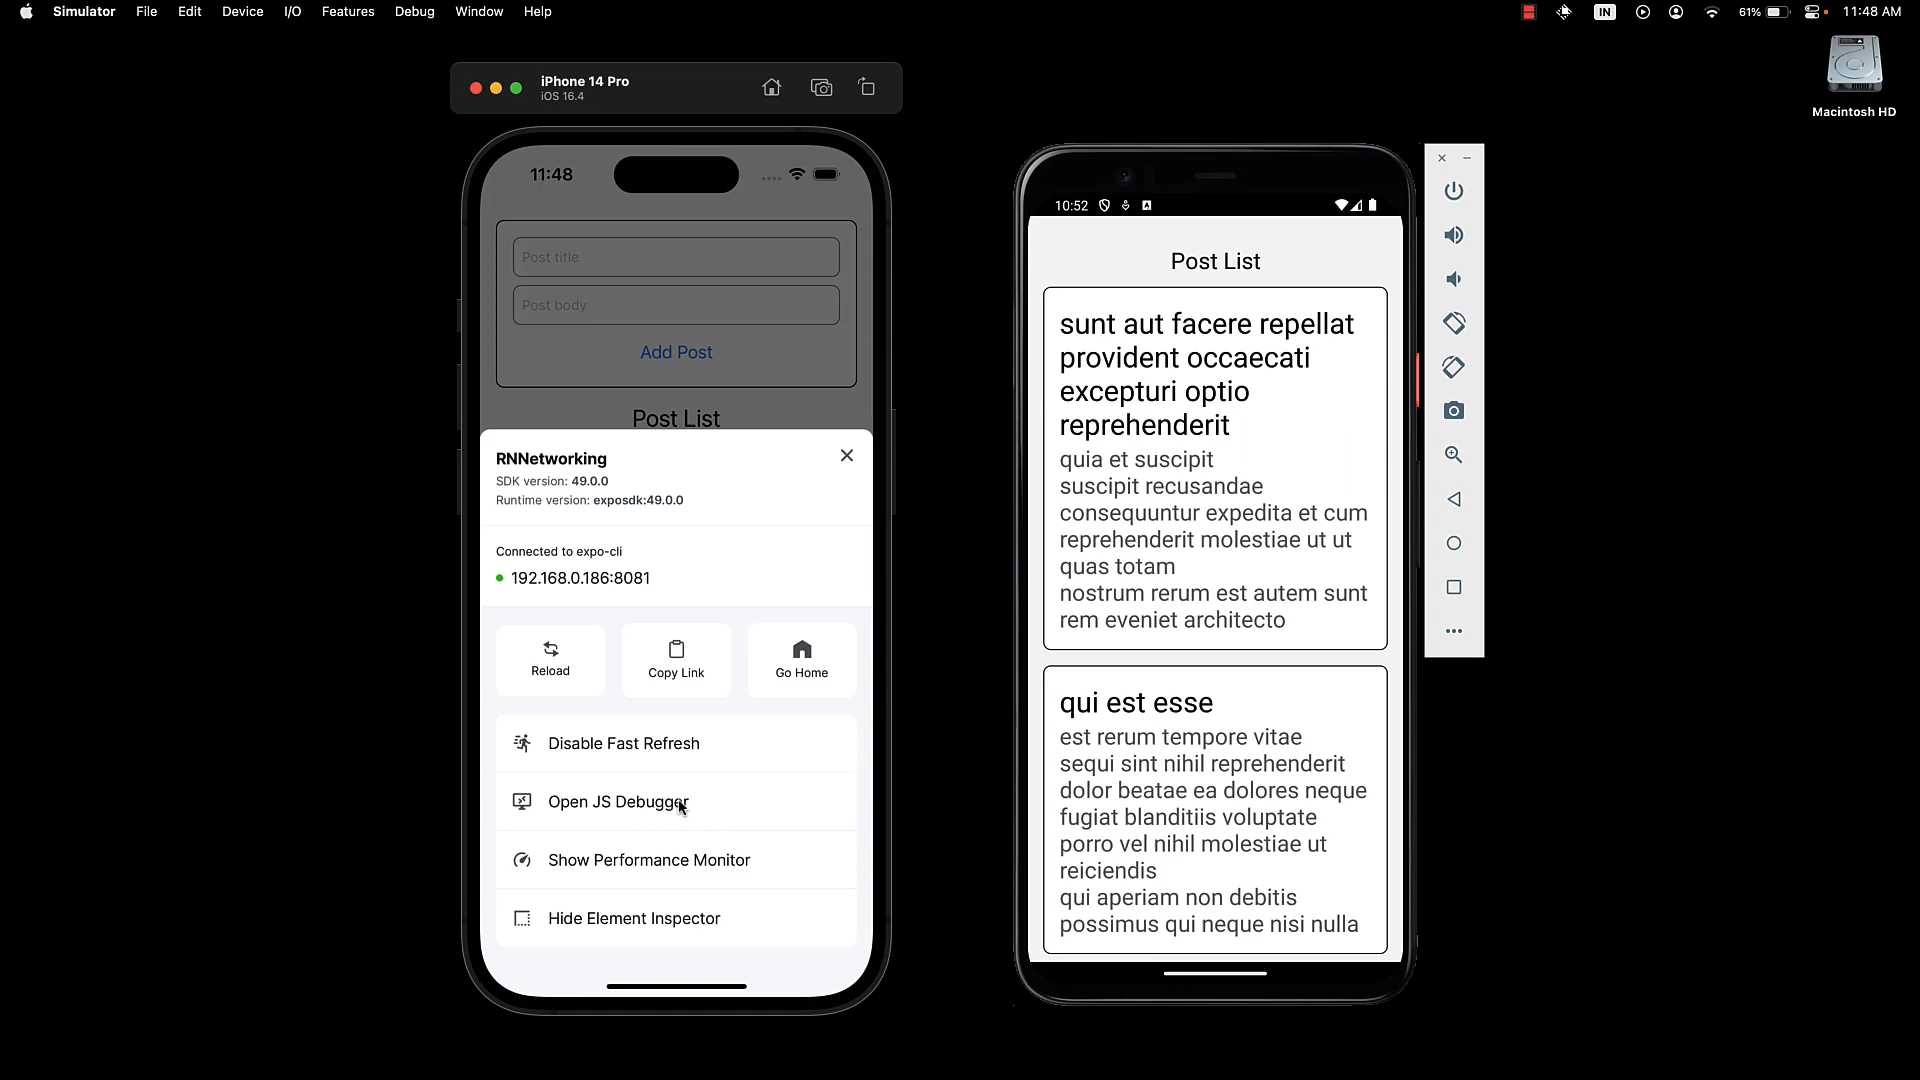 Simulator File Edit Device I/O Features Debug Window Help
IN 61% 11:48 AM
Macintosh HD
iPhone 14 Pro
iOS 16.4
11:48
Post title
Post body
Add Post
Post List
RNNetworking
SDK version: 49.0.0
Runtime version: exposdk:49.0.0
Connected to expo-cli
192.168.0.186:8081
Reload
Copy Link
Go Home
Disable Fast Refresh
Open JS Debugger
Show Performance Monitor
Hide Element Inspector
10:52
Post List
sunt aut facere repellat
provident occaecati
excepturi optio
reprehenderit
quia et suscipit
suscipit recusandae
consequuntur expedita et cum
reprehenderit molestiae ut ut
quas totam
nostrum rerum est autem sunt
rem eveniet architecto
qui est esse
est rerum tempore vitae
sequi sint nihil reprehenderit
dolor beatae ea dolores neque
fugiat blanditiis voluptate
porro vel nihil molestiae ut
reiciendis
qui aperiam non debitis
possimus qui neque nisi nulla